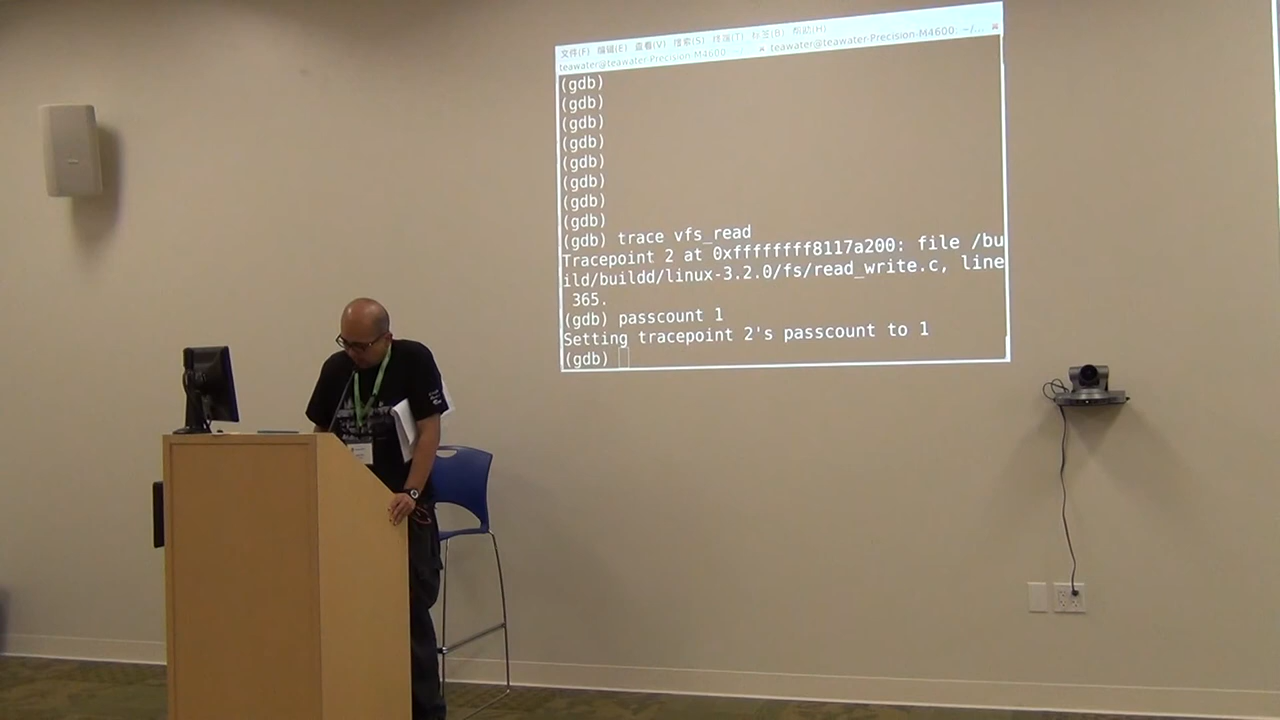 文件(F) 编辑(E) 查看(V) 搜索(S) 终端(T) 标签(B) 帮助(H)
teawater@teawater-Precision-M4600 ~/... × teawater@teawater-Precision-M4600: ~/... ×
(gdb)
(gdb)
(gdb)
(gdb)
(gdb)
(gdb)
(gdb)
(gdb)
(gdb) trace vfs_read
Tracepoint 2 at 0xffffffff8117a200: file /bu
ild/buildd/linux-3.2.0/fs/read_write.c, line
 365.
(gdb) passcount 1
Setting tracepoint 2's passcount to 1
(gdb)